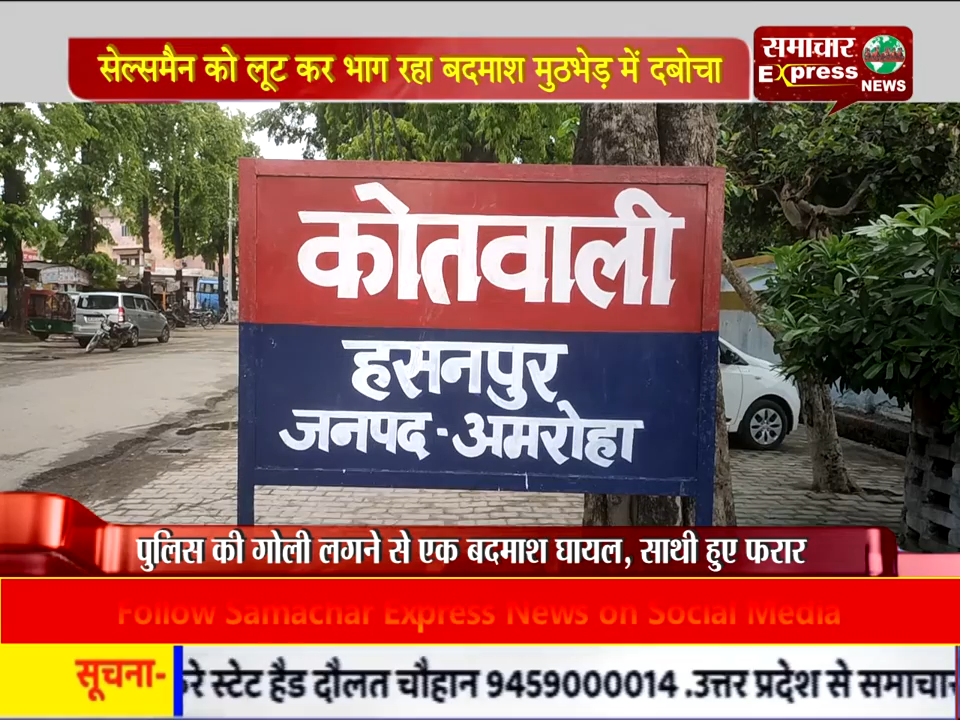 सेल्समैन को लूट कर भाग रहा बदमाश मुठभेड़ में दबोचा
समाचार
Express
NEWS
कोतवाली
हसनपुर
जनपद-अमरोहा
पुलिस की गोली लगने से एक बदमाश घायल, साथी हुए फरार
Follow Samachar Express News on Social Media
सूचना- रे स्टेट हैड दौलत चौहान 9459000014 .उत्तर प्रदेश से समाचार